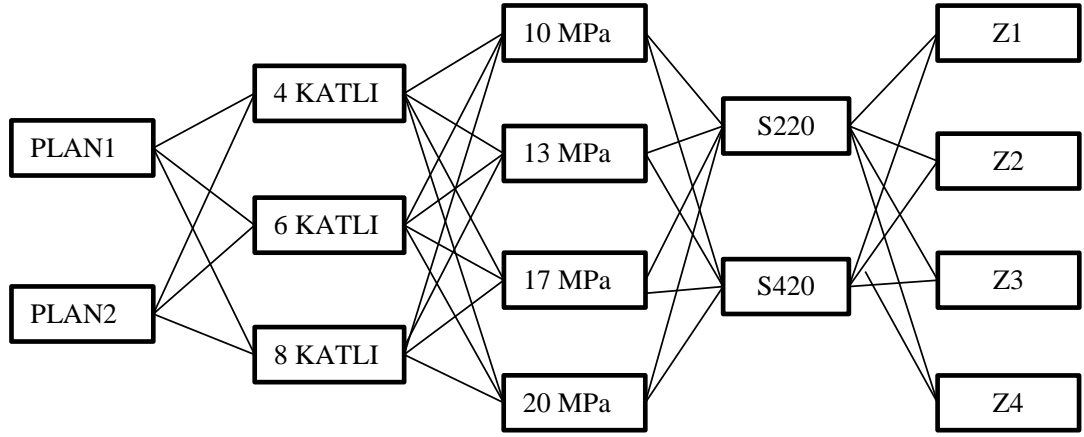 PLAN1
PLAN2
4 KATLI
6 KATLI
8 KATLI
10 MPa
13 MPa
17 MPa
20 MPa
S220
S420
Z1
Z2
Z3
Z4